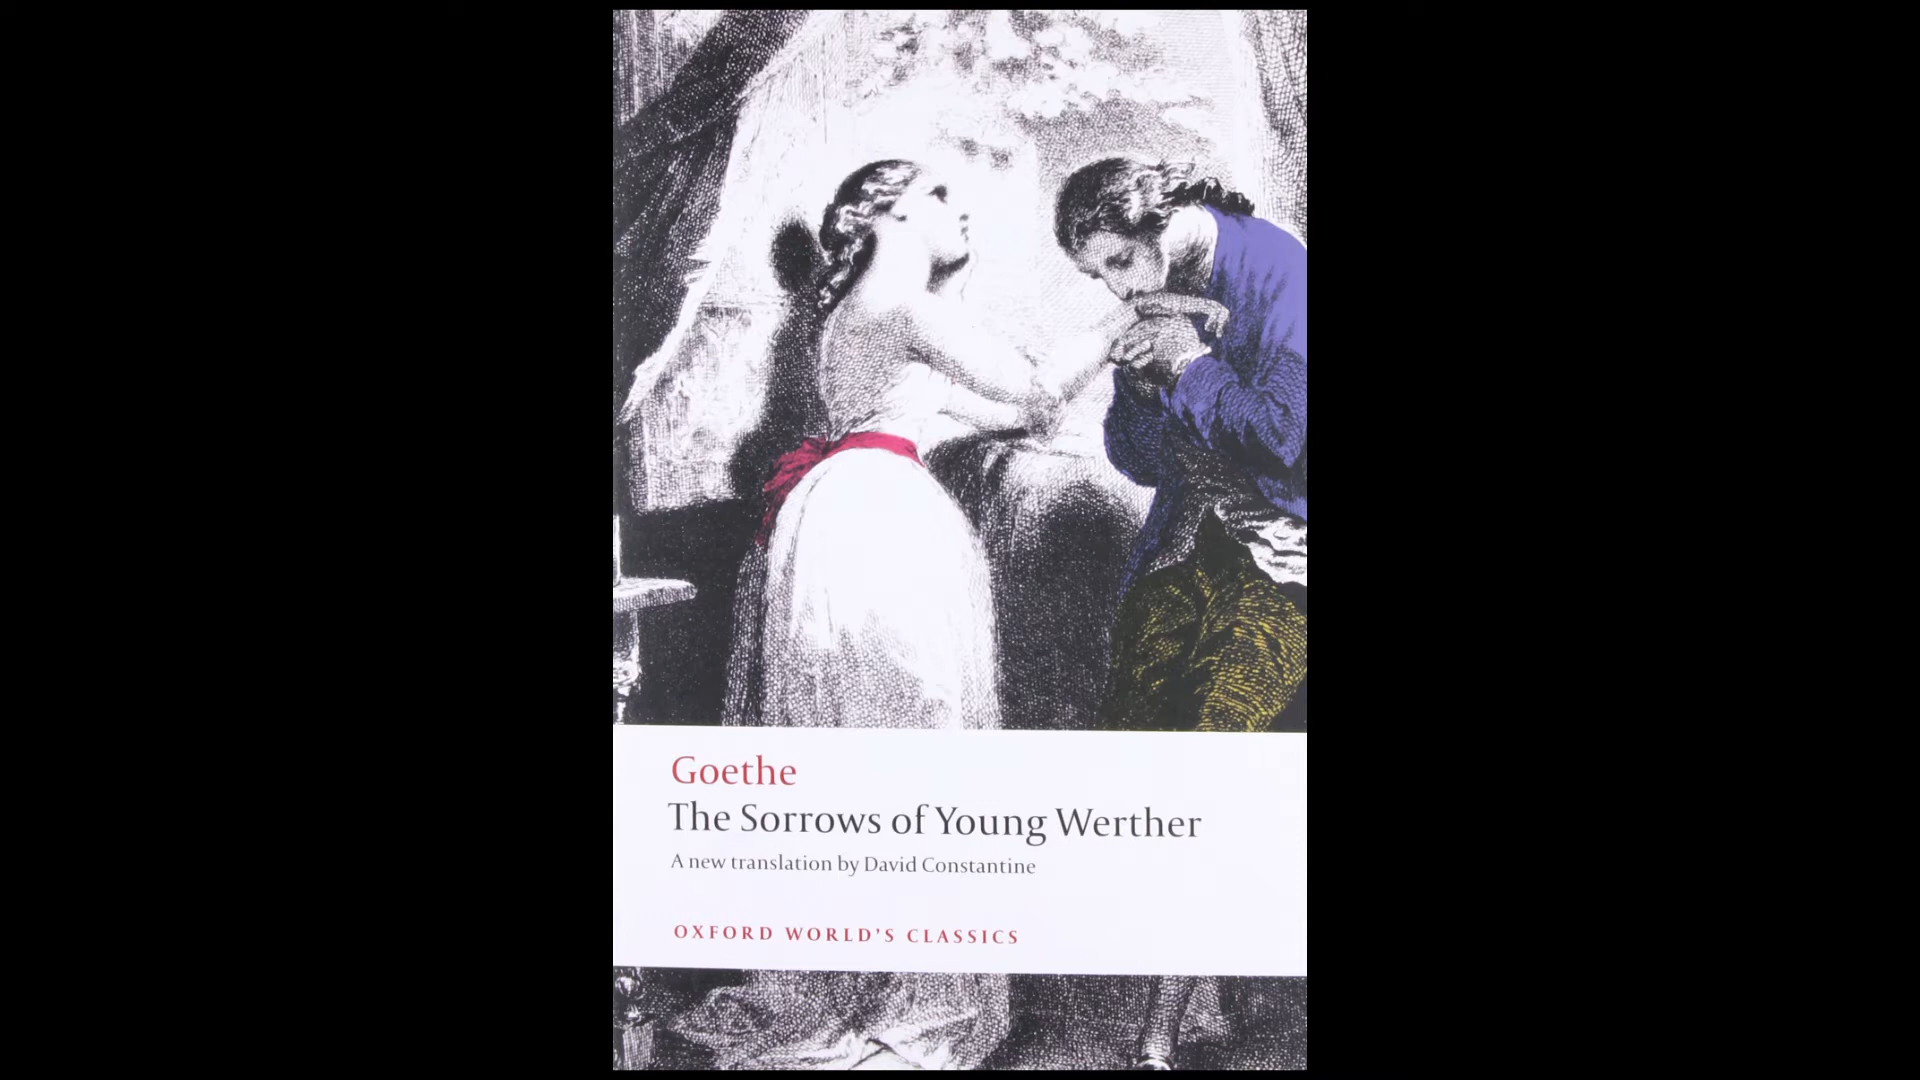 Goethe
The Sorrows of Young Werther
A new translation by David Constantine
OXFORD WORLD'S CLASSICS